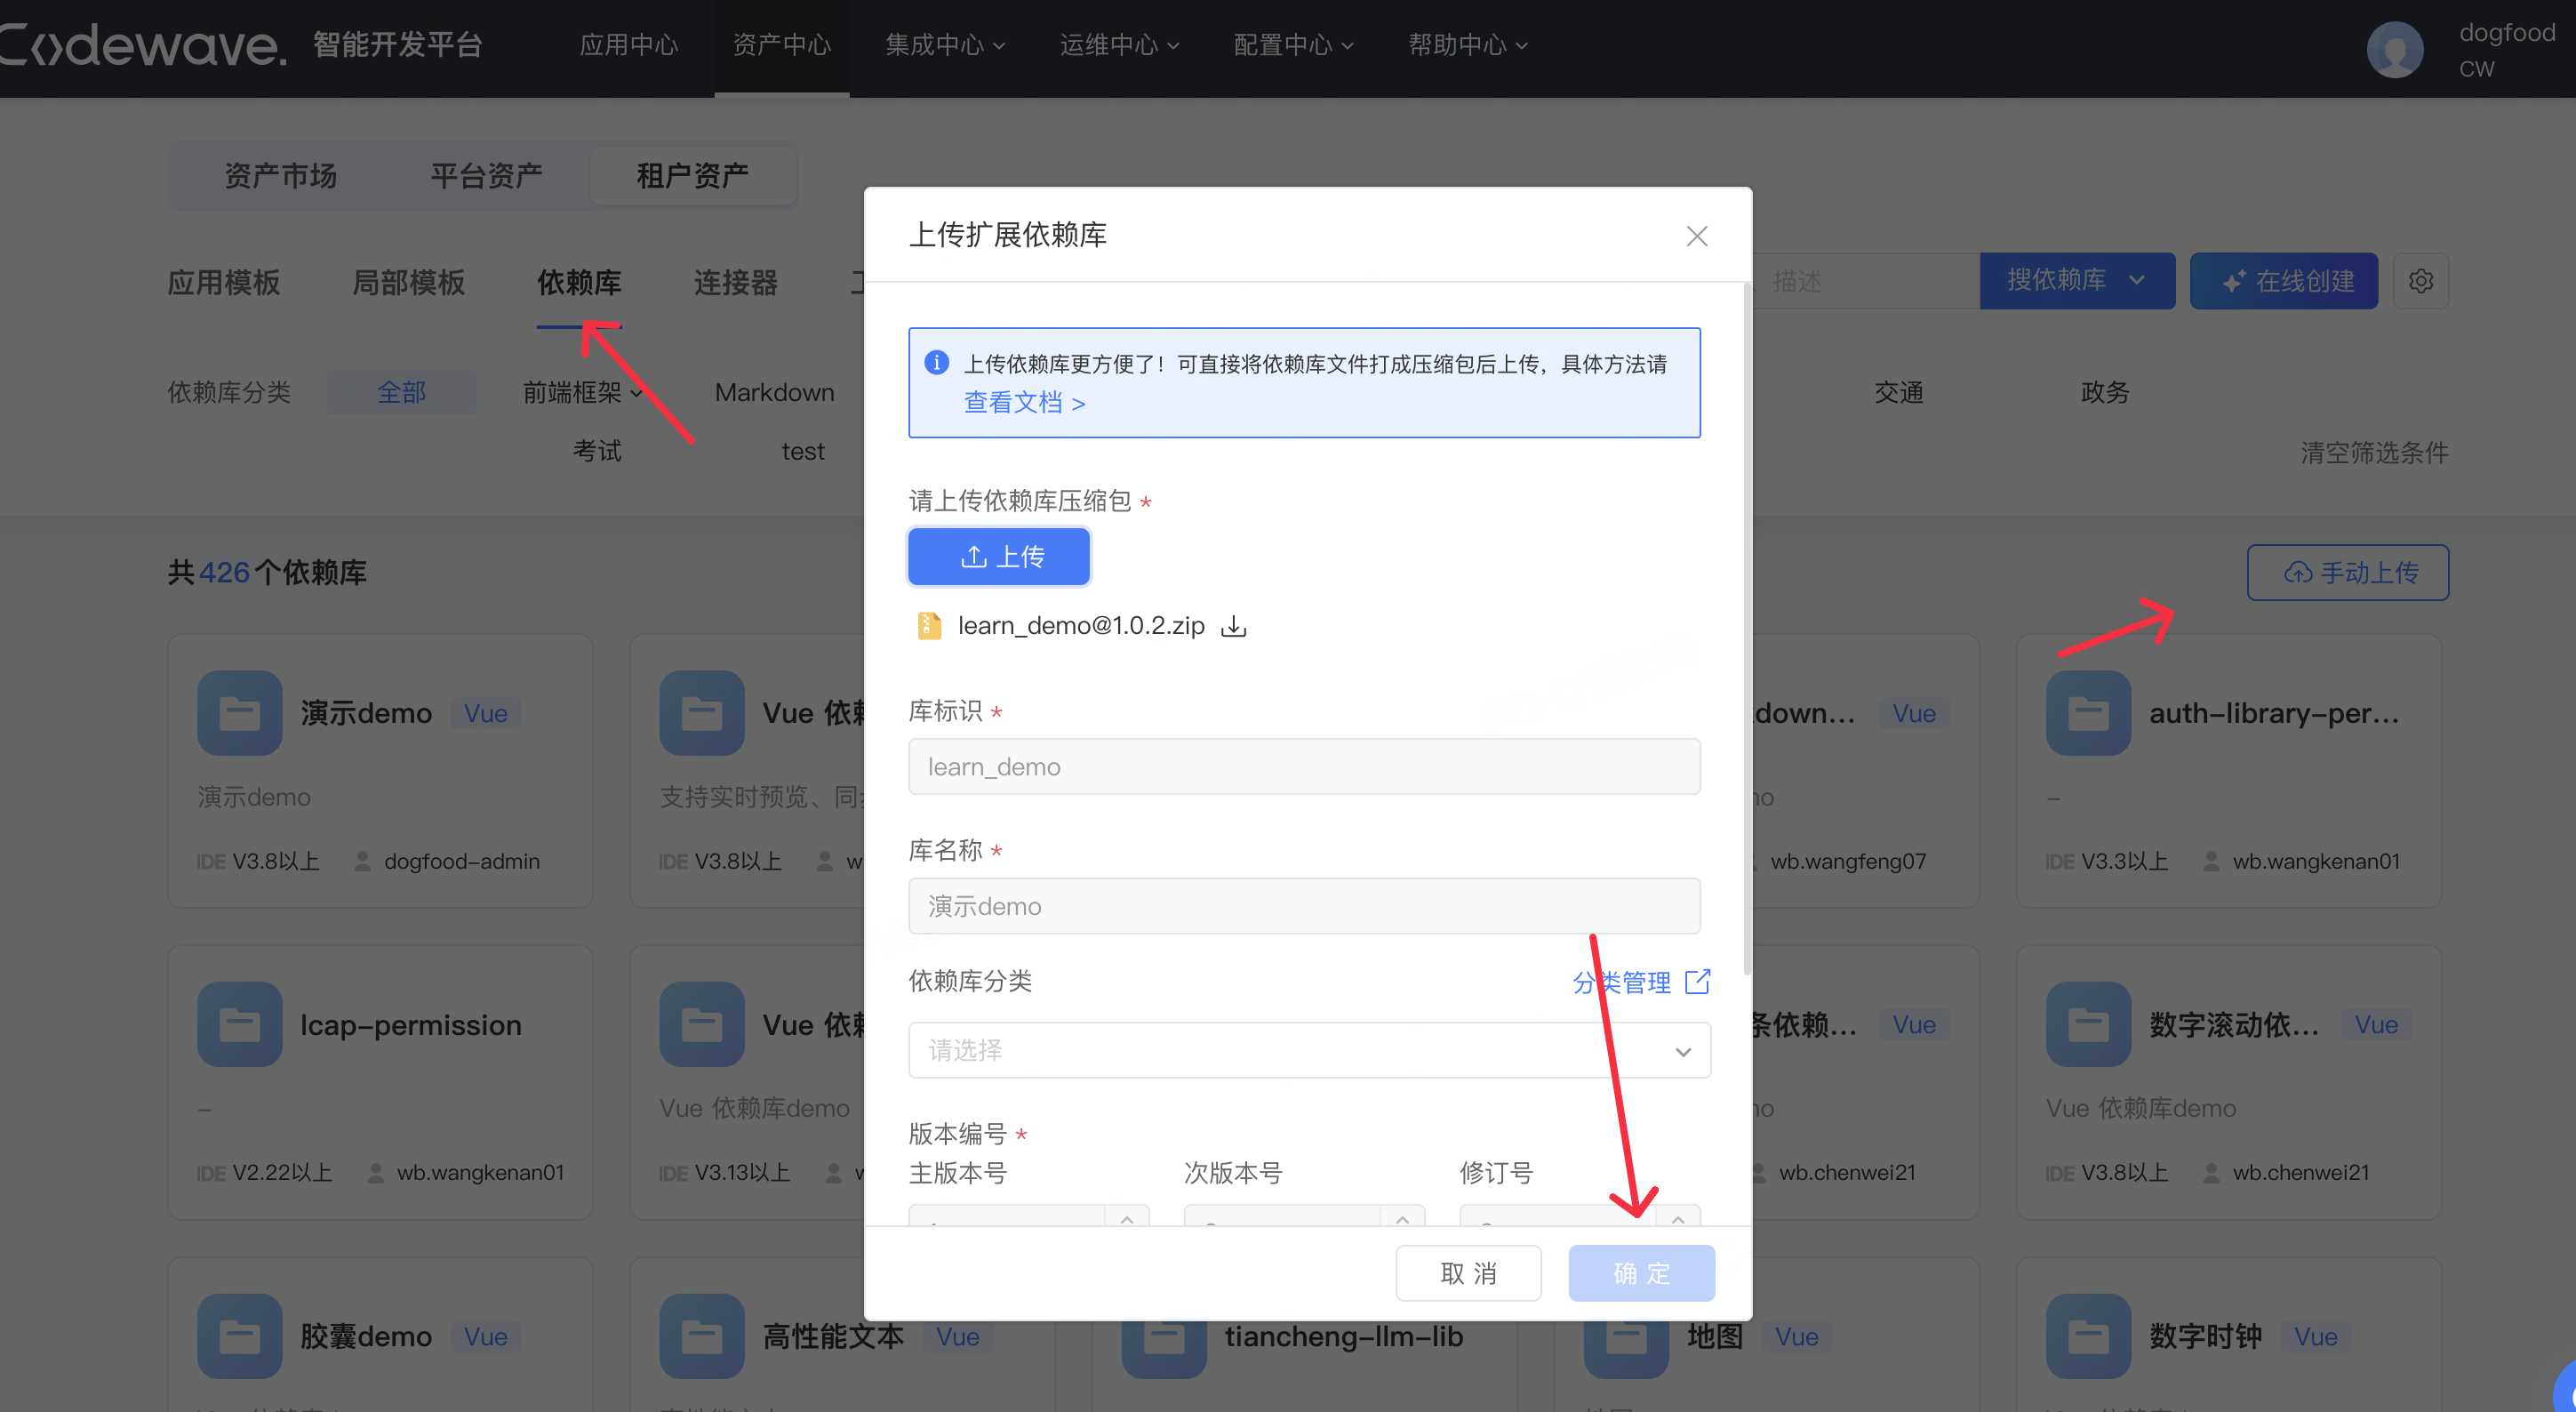 Codewave. 智能开发平台 应用中心 资产中心 集成中心 运维中心 配置中心 帮助中心 dogfood
CW
资产市场 平台资产 租户资产
应用模板 局部模板 依赖库 连接器 描述 搜依赖库 在线创建
依赖库分类 全部 前端框架 Markdown 交通 政务
考试 test 清空筛选条件
共426个依赖库 手动上传
演示demo Vue
演示demo
IDE V3.8以上 dogfood-admin
Vue 依
支持实时预览、同
IDE V3.8以上 w
down... Vue
no
wb.wangfeng07
auth-library-per...
–
IDE V3.3以上 wb.wangkenan01
lcap-permission
–
IDE V2.22以上 wb.wangkenan01
Vue 依
Vue 依赖库demo
IDE V3.13以上
条依赖... Vue
no
wb.chenwei21
数字滚动依... Vue
Vue 依赖库demo
IDE V3.8以上 wb.chenwei21
胶囊demo Vue
高性能文本 Vue
tiancheng-llm-lib
地图 Vue
数字时钟 Vue
上传扩展依赖库
上传依赖库更方便了！可直接将依赖库文件打成压缩包后上传，具体方法请
查看文档 >
请上传依赖库压缩包 *
上传
learn_demo@1.0.2.zip
库标识 *
learn_demo
库名称 *
演示demo
依赖库分类 分类管理
请选择
版本编号 *
主版本号 次版本号 修订号
取 消 确 定